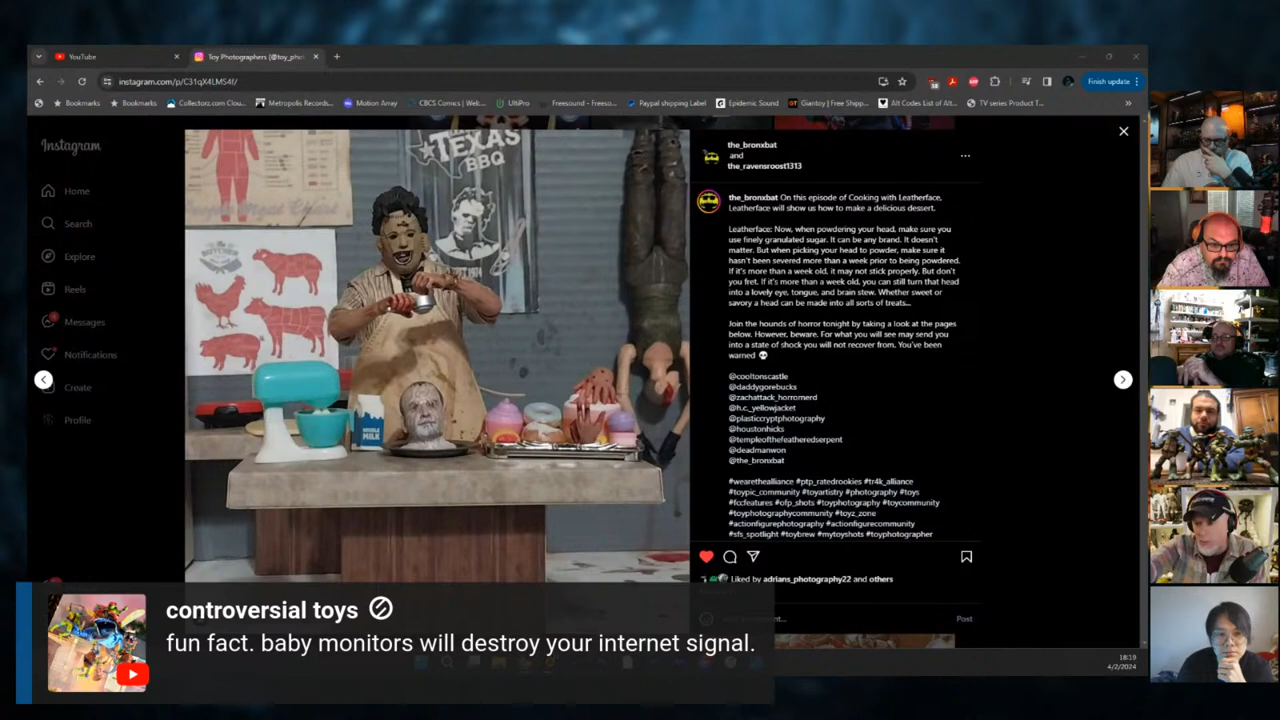 YouTube
Toy Photographers (@toy_pho
instagram.com/p/C31qX4LMS4f/
Finish update
Bookmarks
Bookmarks
Collectorz.com Clou...
Metropolis Records...
Motion Array
CBCS Comics | Web...
UltiPro
Freesound - Freesou...
Paypal shipping Label
Epidemic Sound
Giantoy | Free Shipp...
Alt Codes List of Alt...
TV series Product T...
Instagram
Home
Search
Explore
Reels
Messages
Notifications
Create
Profile
TEXAS
BBQ
WHOLE
MILK
the_bronxbat
and
the_ravensroost1313
the_bronxbat On this episode of Cooking with Leatherface,
Leatherface will show us how to make a delicious dessert.
Leatherface: Now, when powdering your head, make sure you
use finely granulated sugar. It can be any brand. It doesn't
matter. But when picking your head to powder, make sure it
hasn't been severed more than a week prior to being powdered.
If it's more than a week old, it may not stick properly. But don't
you fret. If it's more than a week old, you can still turn that head
into a lovely eye, tongue, and brain stew. Whether sweet or
savory a head can be made into all sorts of treats...
Join the hounds of horror tonight by taking a look at the pages
below. However, beware. For what you will see may send you
into a state of shock you will not recover from. You've been
warned
@cooltonscastle
@daddygorebucks
@zachattack_horrornerd
@h.c._yellowjacket
@plasticcryptphotography
@houstonhicks
@templeofthefeatheredserpent
@deadmanwon
@the_bronxbat
#wearethealliance #ptp_ratedrookies #tr4k_alliance
#toypic_community #toyartistry #photography #toys
#fccfeatures #ofp_shots #toyphotography #toycommunity
#toyphotographycommunity #toyz_zone
#actionfigurephotography #actionfigurecommunity
#sfs_spotlight #toybrew #mytoyshots #toyphotographer
Liked by adrians_photography22 and others
Post
18:19
4/2/2024
controversial toys
fun fact. baby monitors will destroy your internet signal.